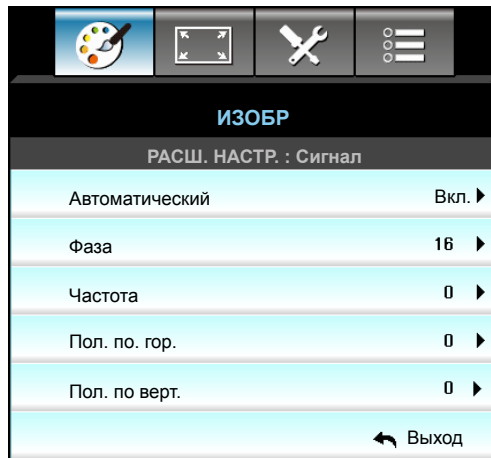 ИЗОБР
РАСШ. НАСТР. : Сигнал
Автоматический Вкл.
Фаза 16
Частота 0
Пол. по. гор. 0
Пол. по верт. 0
Выход